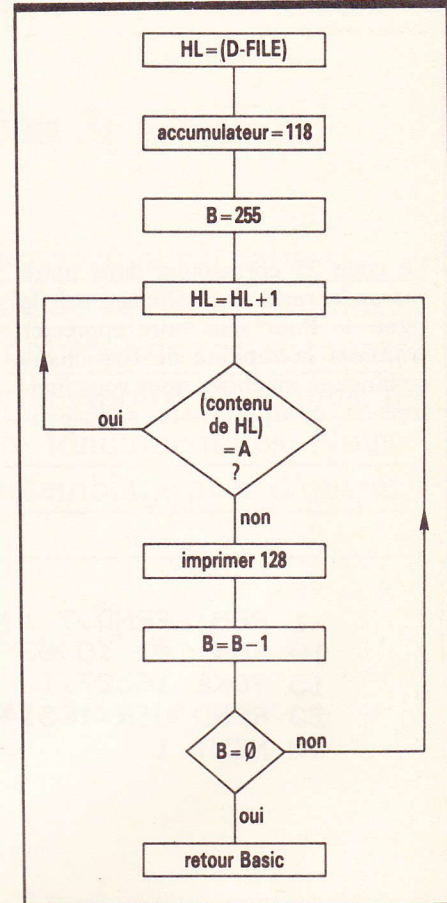 HL=(D-FILE)
accumulateur=118
B=255
HL=HL+1
(contenu
de HL)
=A
?
oui
non
imprimer 128
B=B−1
B=Ø
non
oui
retour Basic